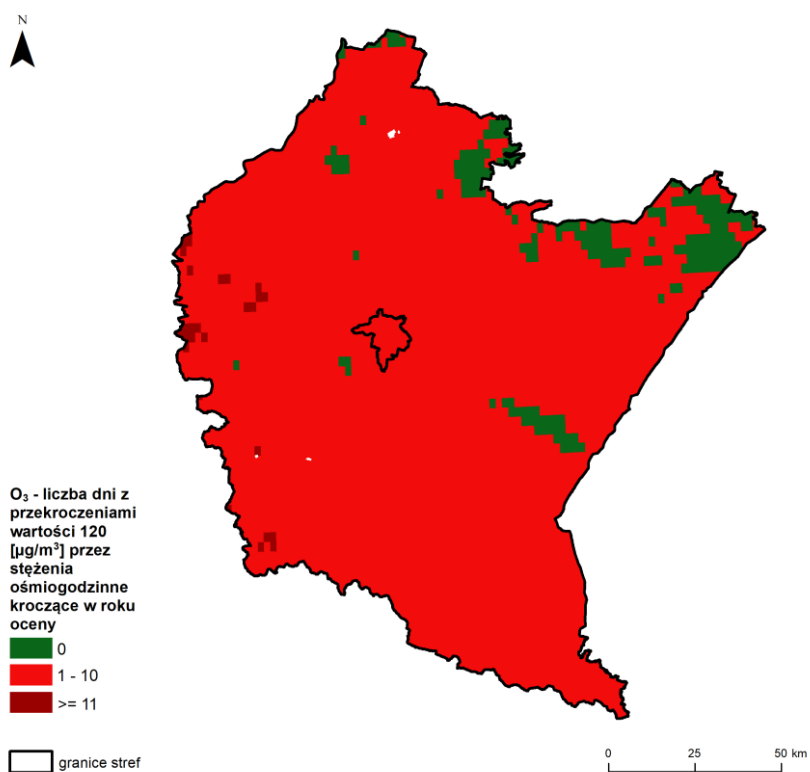 N
O₃ - liczba dni z
przekroczeniami
wartości 120
[µg/m³] przez
stężenia
ośmiogodzinne
kroczące w roku
oceny
0
1 - 10
>= 11
granice stref
0 25 50 km